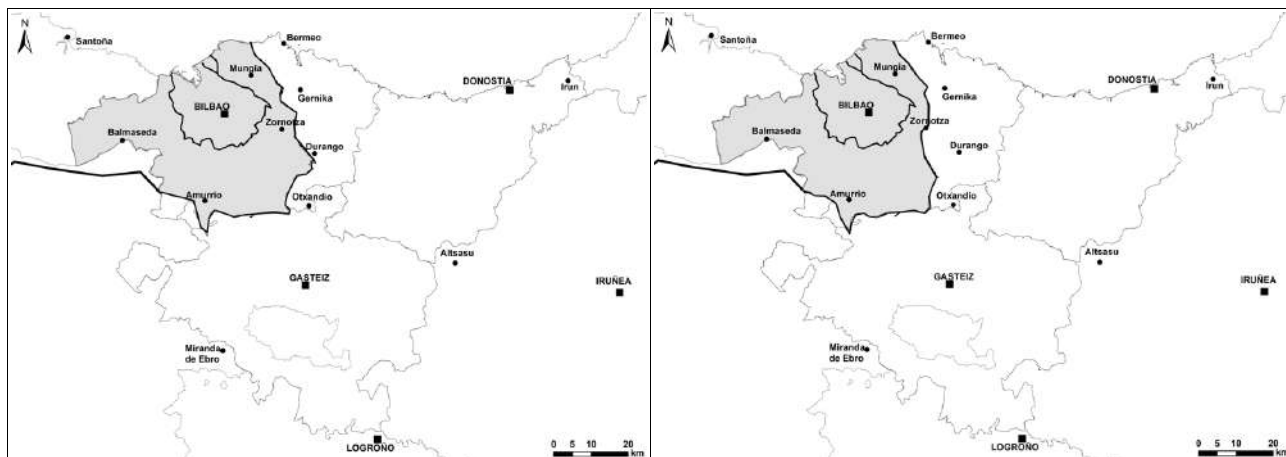 N
Santoña
Bermeo
Mungia
DONOSTIA
Irun
Gernika
BILBAO
Zornotza
Balmaseda
Durango
Amurrio
Otxandio
Altsasu
GASTEIZ
IRUÑEA
Miranda
de Ebro
LOGROÑO
0 5 10 20
km
N
Santoña
Bermeo
Mungia
DONOSTIA
Irun
Gernika
BILBAO
Zornotza
Balmaseda
Durango
Amurrio
Otxandio
Altsasu
GASTEIZ
IRUÑEA
Miranda
de Ebro
LOGROÑO
0 5 10 20
km